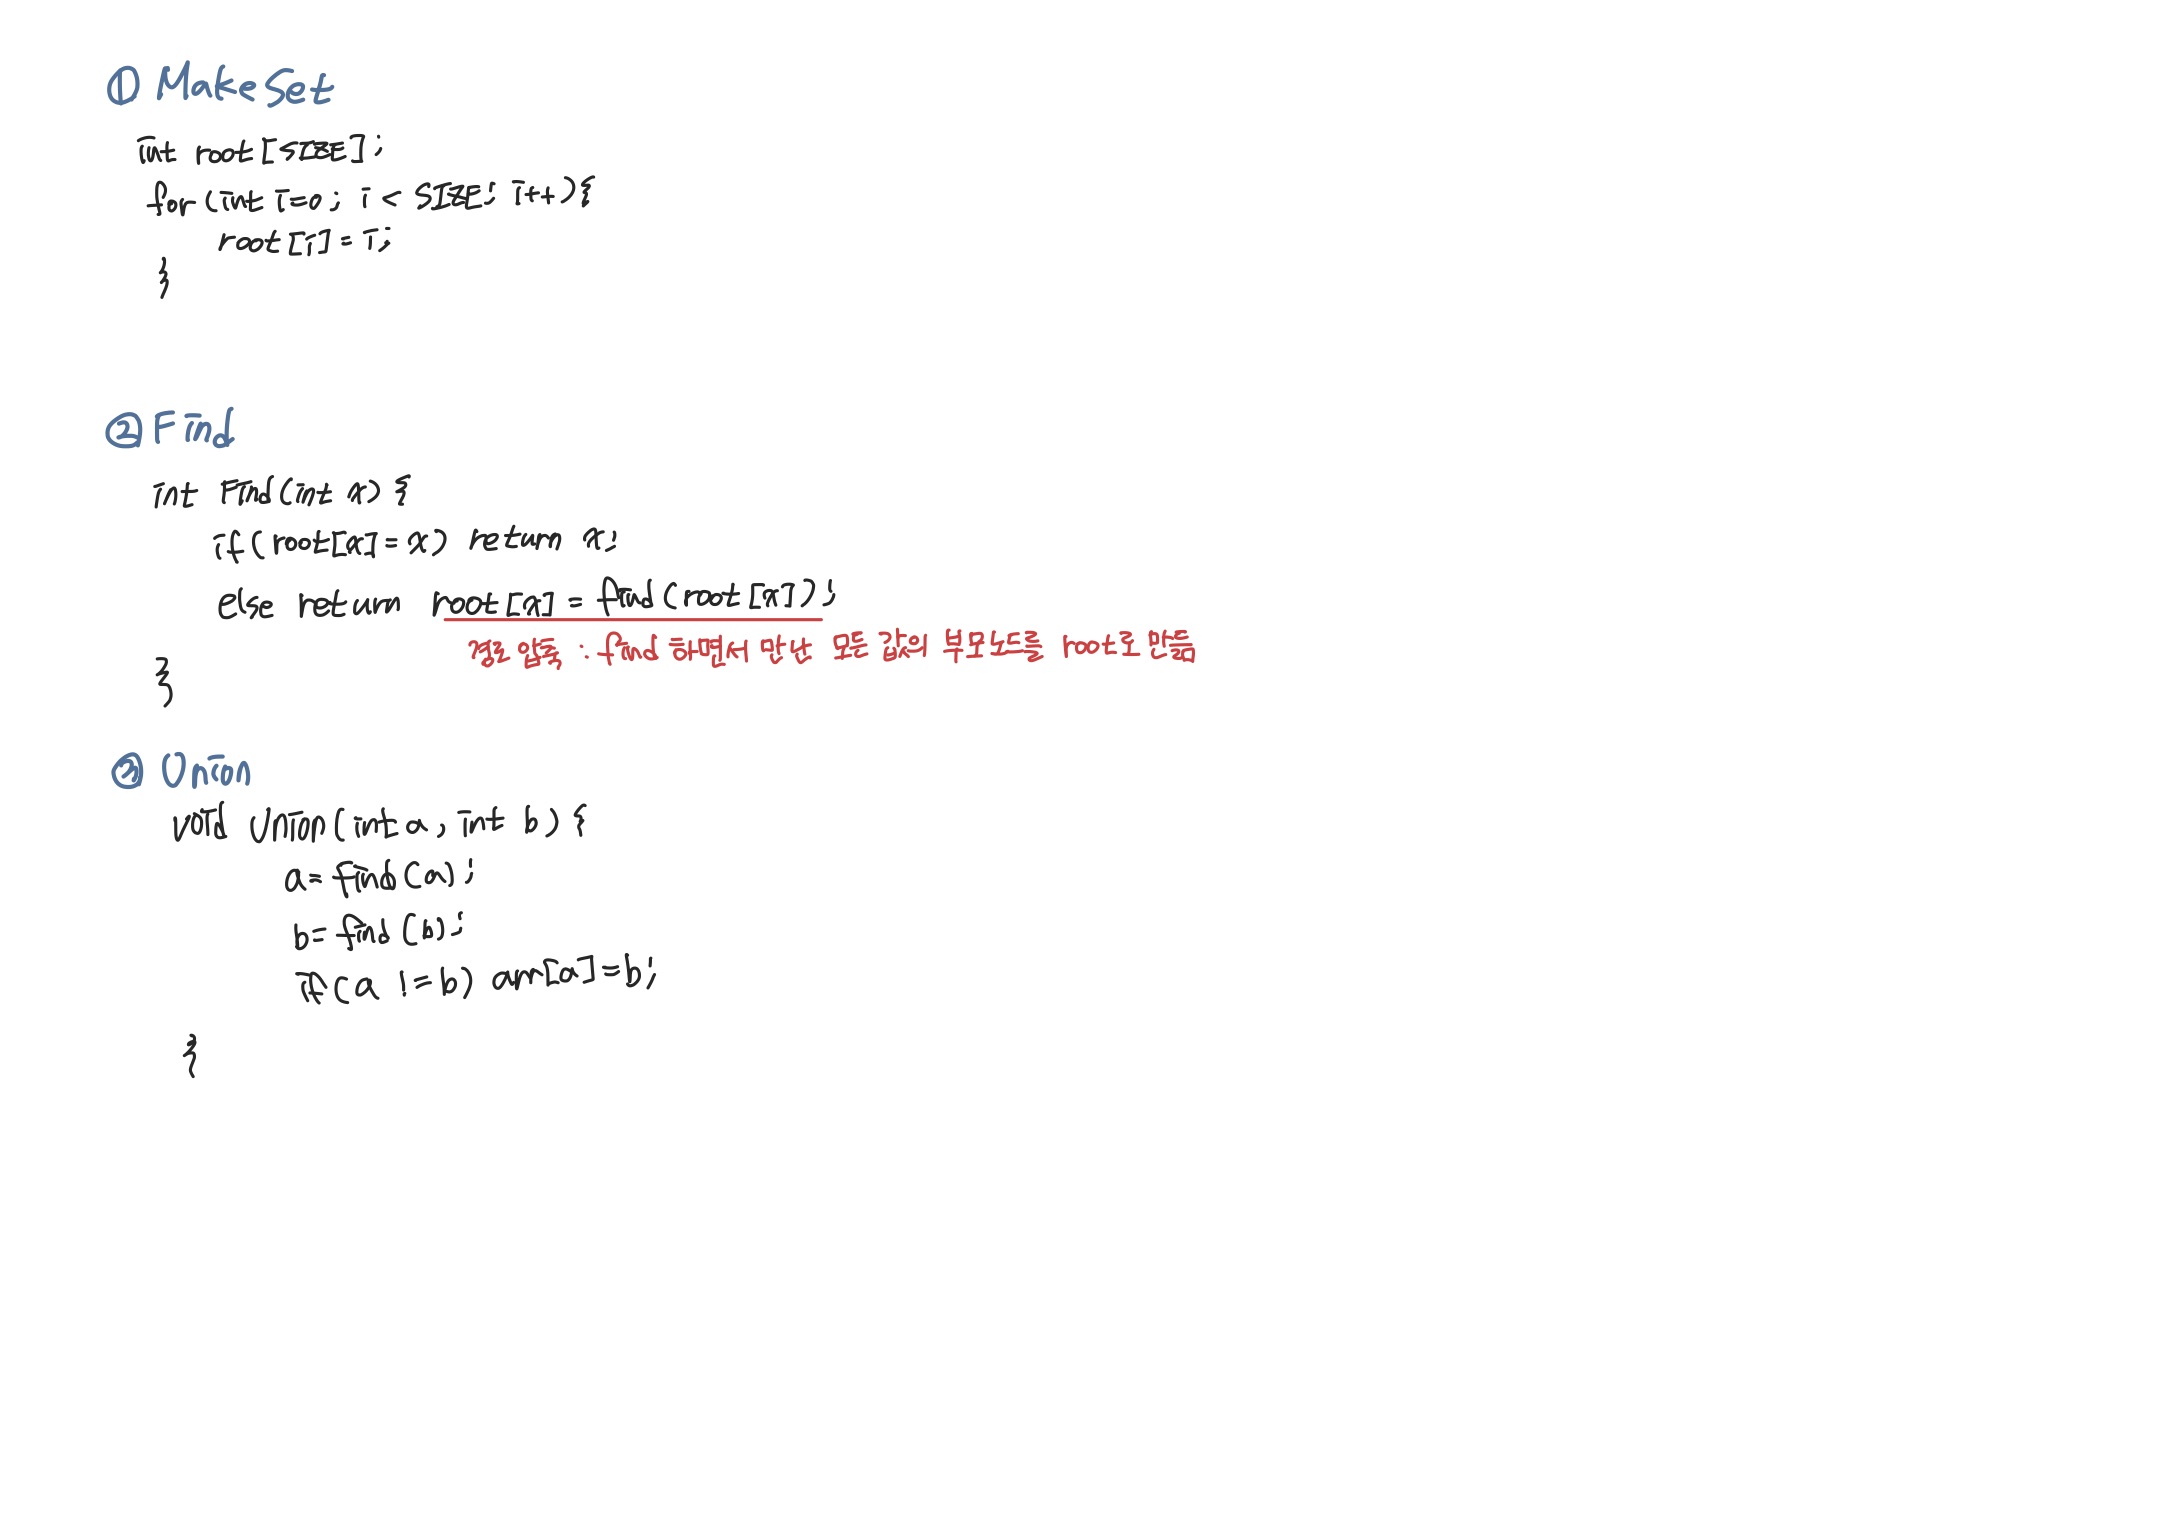 ① MakeSet
int root[SIZE];
for(int i=0; i < SIZE; i++){
root[i] = i;
}
② Find
int Find(int x) {
if(root[x] = x) return x;
else return root[x] = find(root[x]);
경로 압축 : find 하면서 만난 모든 값의 부모노드를 root로 만듦
}
③ Union
void Union(int a, int b) {
a= find(a);
b= find(b);
if(a != b) arr[a]=b;
}